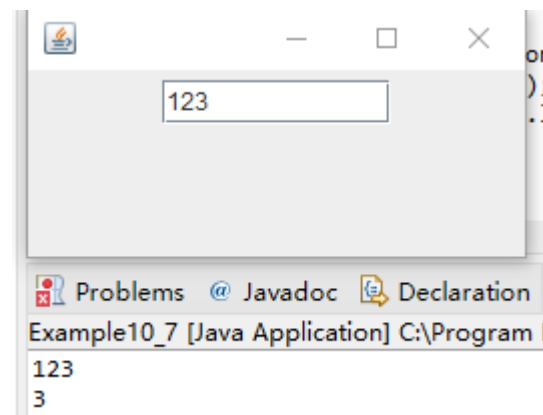 123
Problems @ Javadoc Declaration
Example10_7 [Java Application] C:\Program
123
3